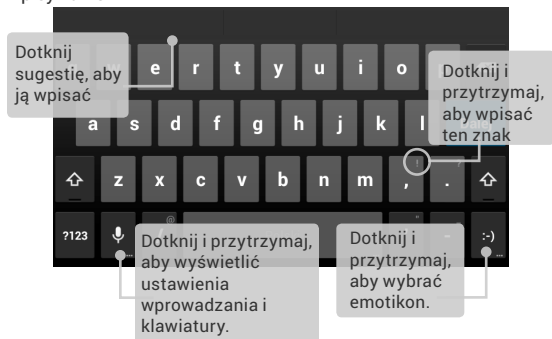 Dotknij
sugestię, aby
ją wpisać
e r t y u i o
Dotknij i
przytrzymaj,
aby wpisać
ten znak
a s d f g h j k l
! ?
z x c v b n m , .
?123 @ " - :-)
Dotknij i przytrzymaj,
aby wyświetlić
ustawienia
wprowadzania i
klawiatury.
Dotknij i
przytrzymaj,
aby wybrać
emotikon.